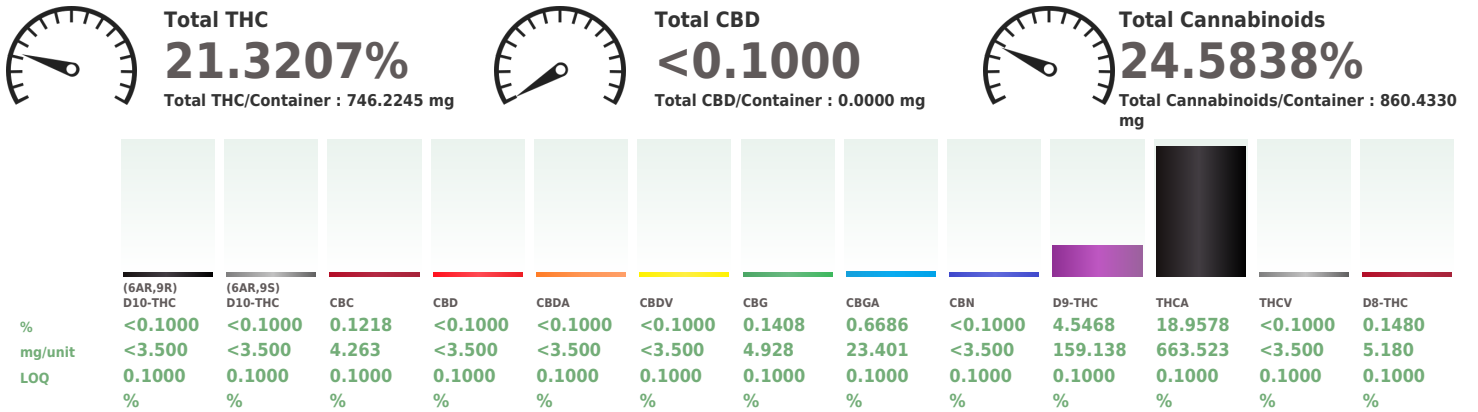 Total THC
21.3207%
Total THC/Container : 746.2245 mg
Total CBD
<0.1000
Total CBD/Container : 0.0000 mg
Total Cannabinoids
24.5838%
Total Cannabinoids/Container : 860.4330
mg
(6AR,9R) (6AR,9S)
D10-THC D10-THC CBC CBD CBDA CBDV CBG CBGA CBN D9-THC THCA THCV D8-THC
% <0.1000 <0.1000 0.1218 <0.1000 <0.1000 <0.1000 0.1408 0.6686 <0.1000 4.5468 18.9578 <0.1000 0.1480
mg/unit <3.500 <3.500 4.263 <3.500 <3.500 <3.500 4.928 23.401 <3.500 159.138 663.523 <3.500 5.180
LOQ 0.1000 0.1000 0.1000 0.1000 0.1000 0.1000 0.1000 0.1000 0.1000 0.1000 0.1000 0.1000 0.1000
% % % % % % % % % % % % %